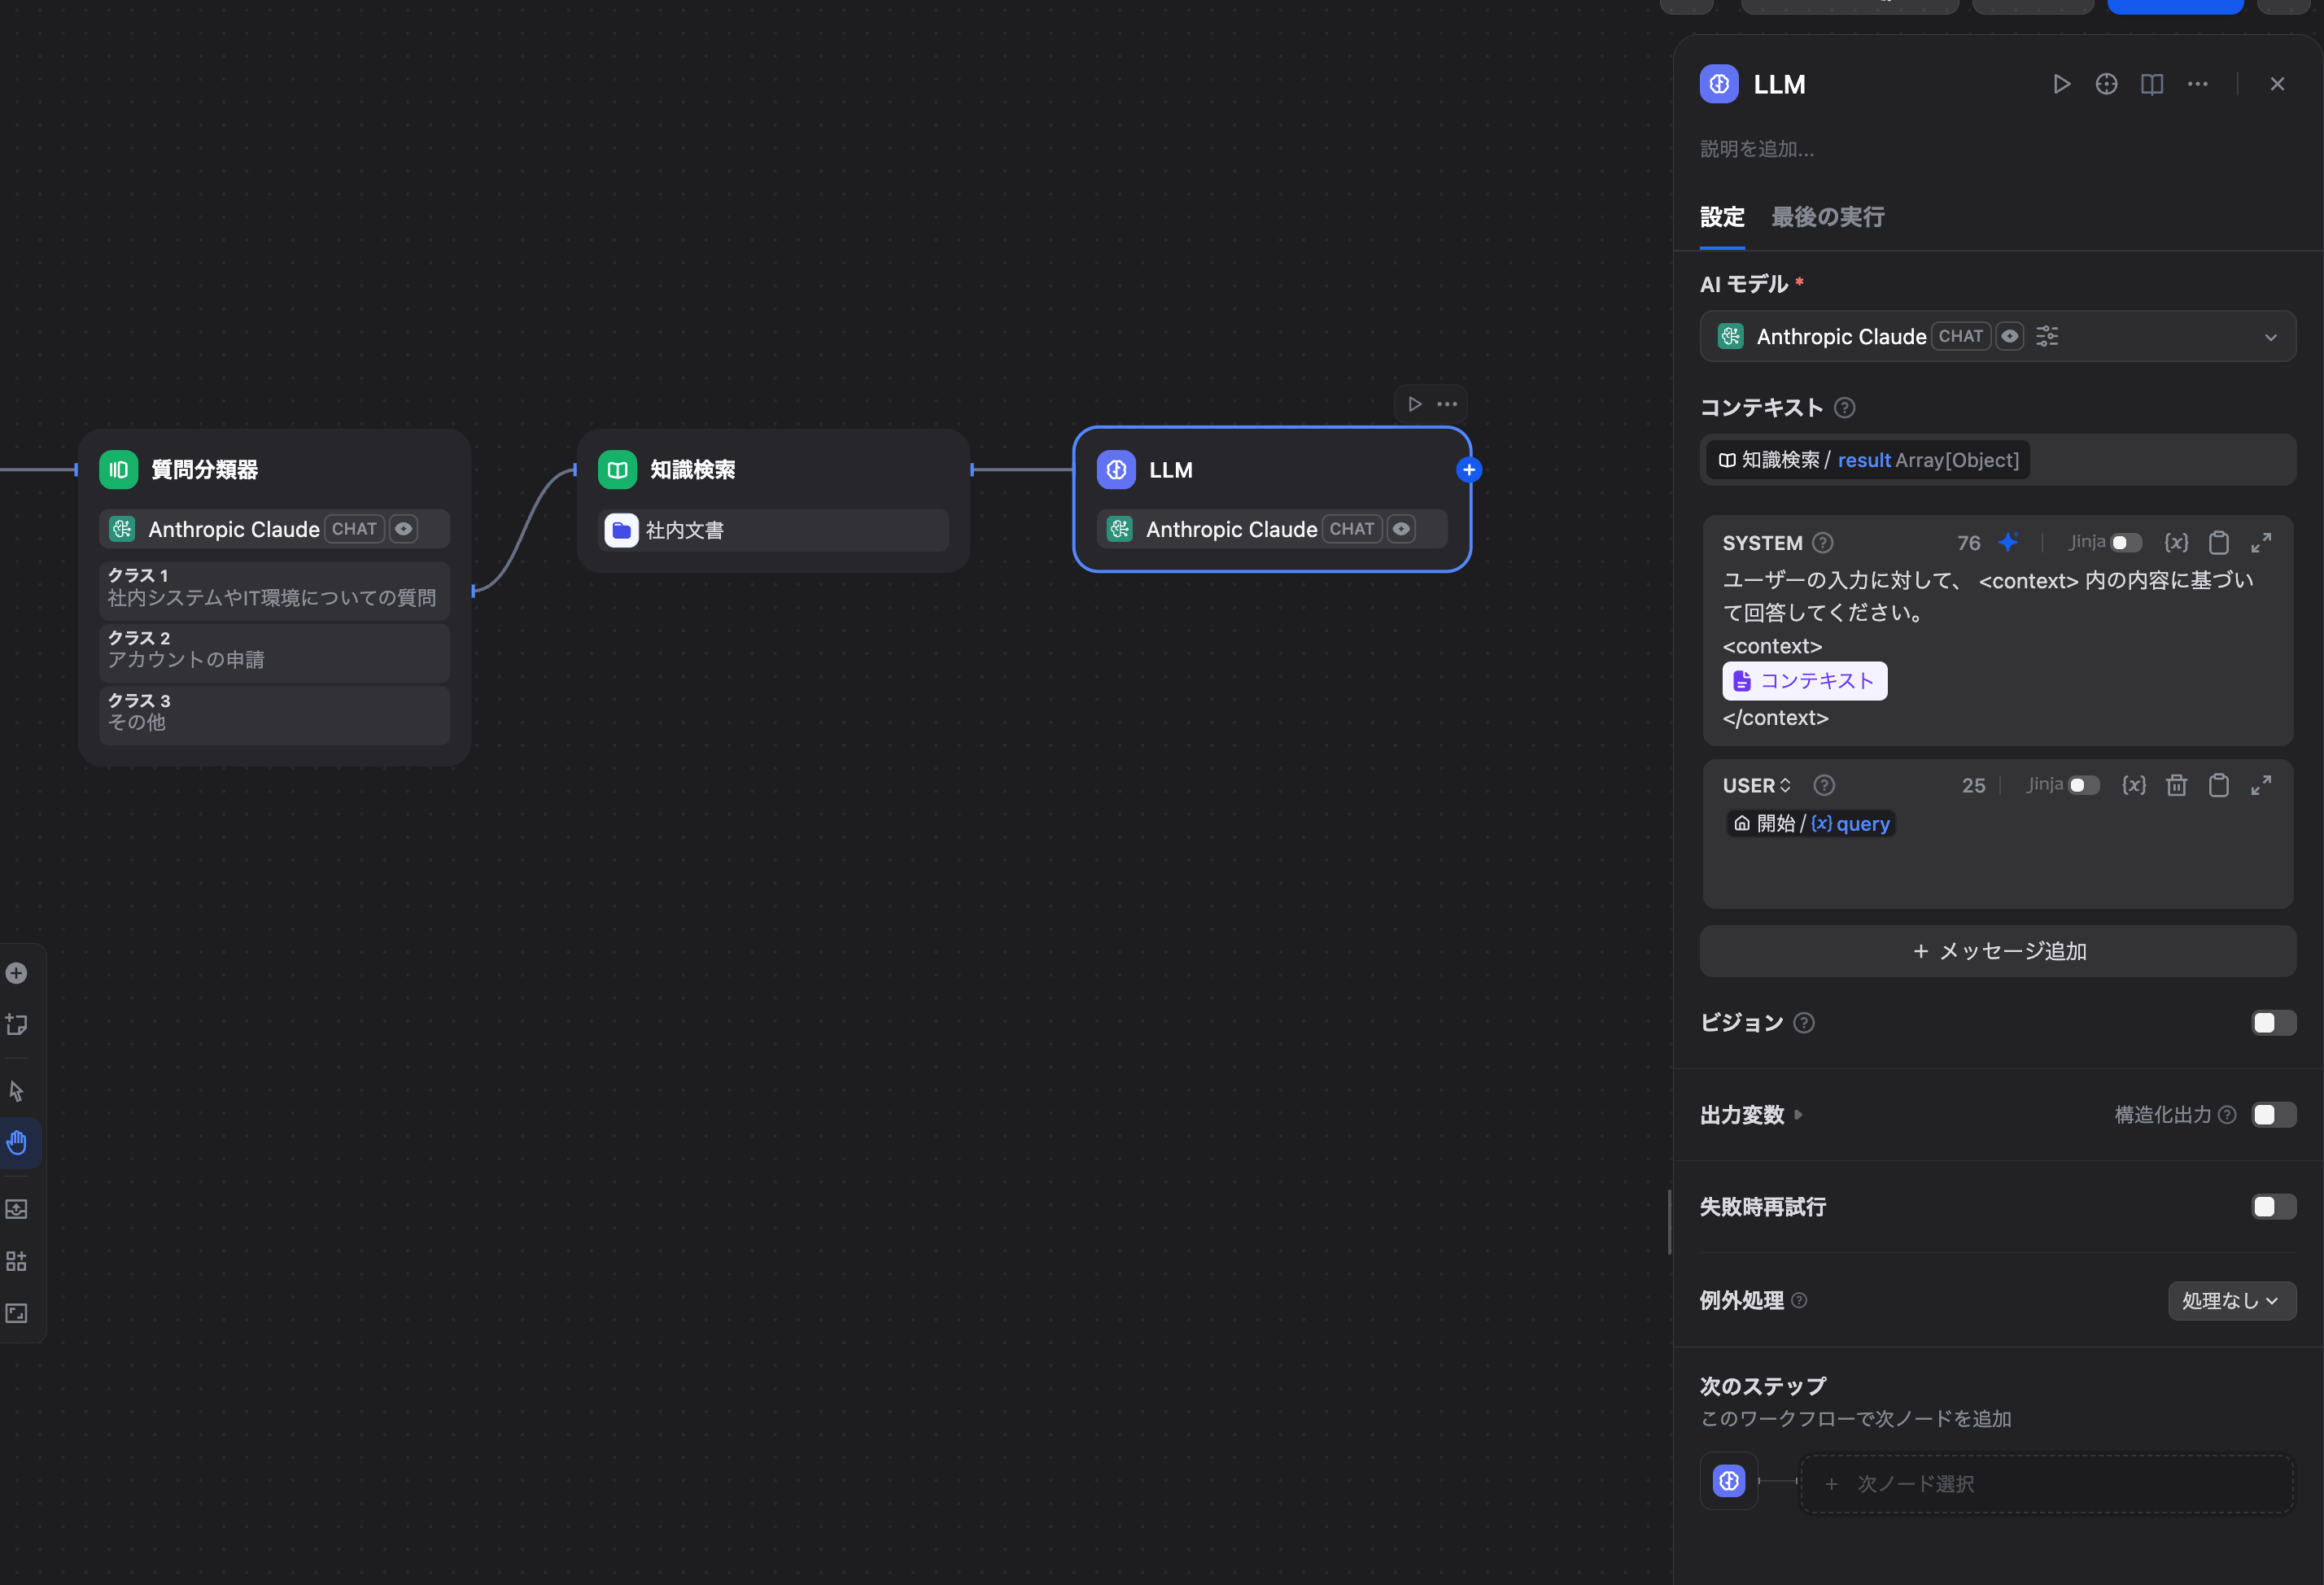 質問分類器
Anthropic Claude CHAT
クラス 1
社内システムやIT環境についての質問
クラス 2
アカウントの申請
クラス 3
その他
知識検索
社内文書
LLM
Anthropic Claude CHAT
LLM
説明を追加...
設定 最後の実行
AI モデル *
Anthropic Claude CHAT
コンテキスト
知識検索 / result Array[Object]
SYSTEM 76 Jinja {x}
ユーザーの入力に対して、 <context> 内の内容に基づい
て回答してください。
<context>
コンテキスト
</context>
USER 25 Jinja {x}
開始 / {x} query
+ メッセージ追加
ビジョン
出力変数 構造化出力
失敗時再試行
例外処理 処理なし
次のステップ
このワークフローで次ノードを追加
+ 次ノード選択